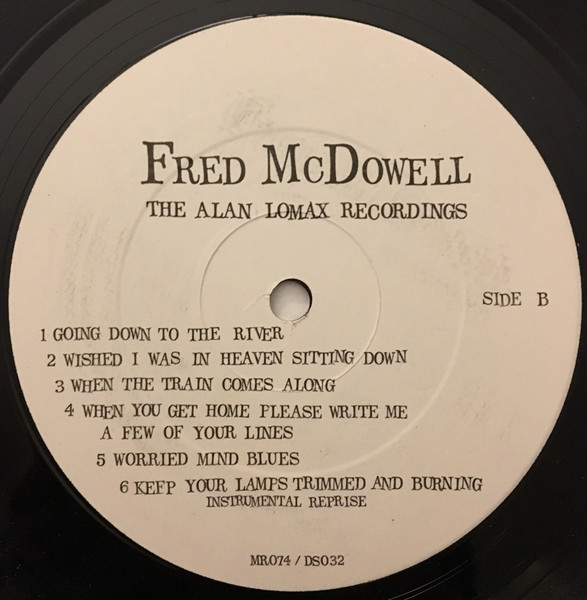 FRED McDOWELL
THE ALAN LOMAX RECORDINGS
SIDE B
1 GOING DOWN TO THE RIVER
2 WISHED I WAS IN HEAVEN SITTING DOWN
3 WHEN THE TRAIN COMES ALONG
4 WHEN YOU GET HOME PLEASE WRITE ME
A FEW OF YOUR LINES
5 WORRIED MIND BLUES
6 KEEP YOUR LAMPS TRIMMED AND BURNING
INSTRUMENTAL REPRISE
MR074 / DS032